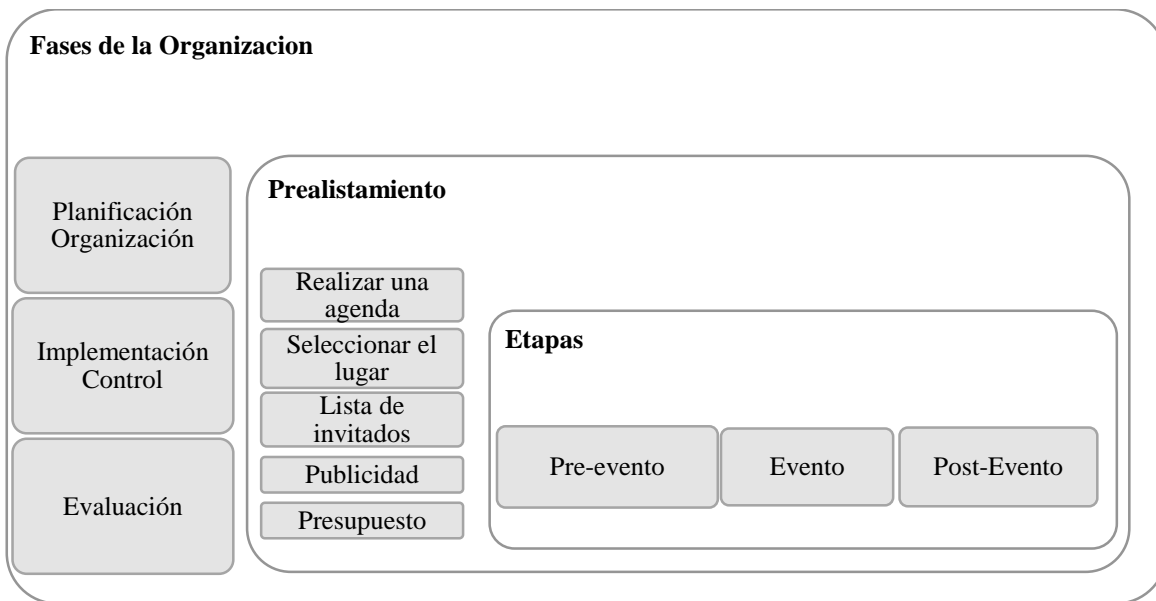 Fases de la Organizacion
Planificación
Organización
Implementación
Control
Evaluación
Prealistamiento
Realizar una
agenda
Seleccionar el
lugar
Lista de
invitados
Publicidad
Presupuesto
Etapas
Pre-evento
Evento
Post-Evento